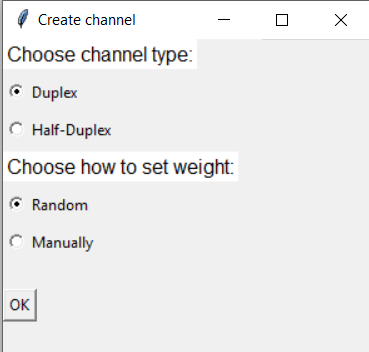 Create channel
Choose channel type:
Duplex
Half-Duplex
Choose how to set weight:
Random
Manually
OK